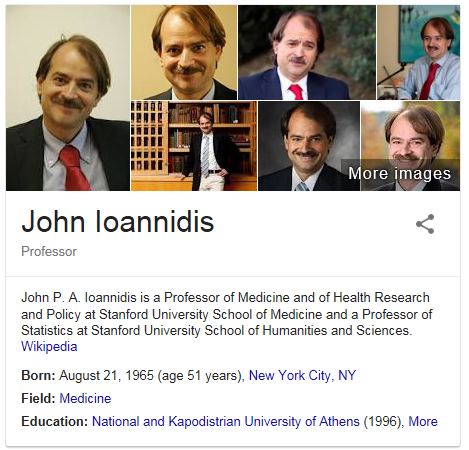 More images
John Ioannidis
Professor
John P. A. Ioannidis is a Professor of Medicine and of Health Research
and Policy at Stanford University School of Medicine and a Professor of
Statistics at Stanford University School of Humanities and Sciences.
Wikipedia
Born: August 21, 1965 (age 51 years), New York City, NY
Field: Medicine
Education: National and Kapodistrian University of Athens (1996), More